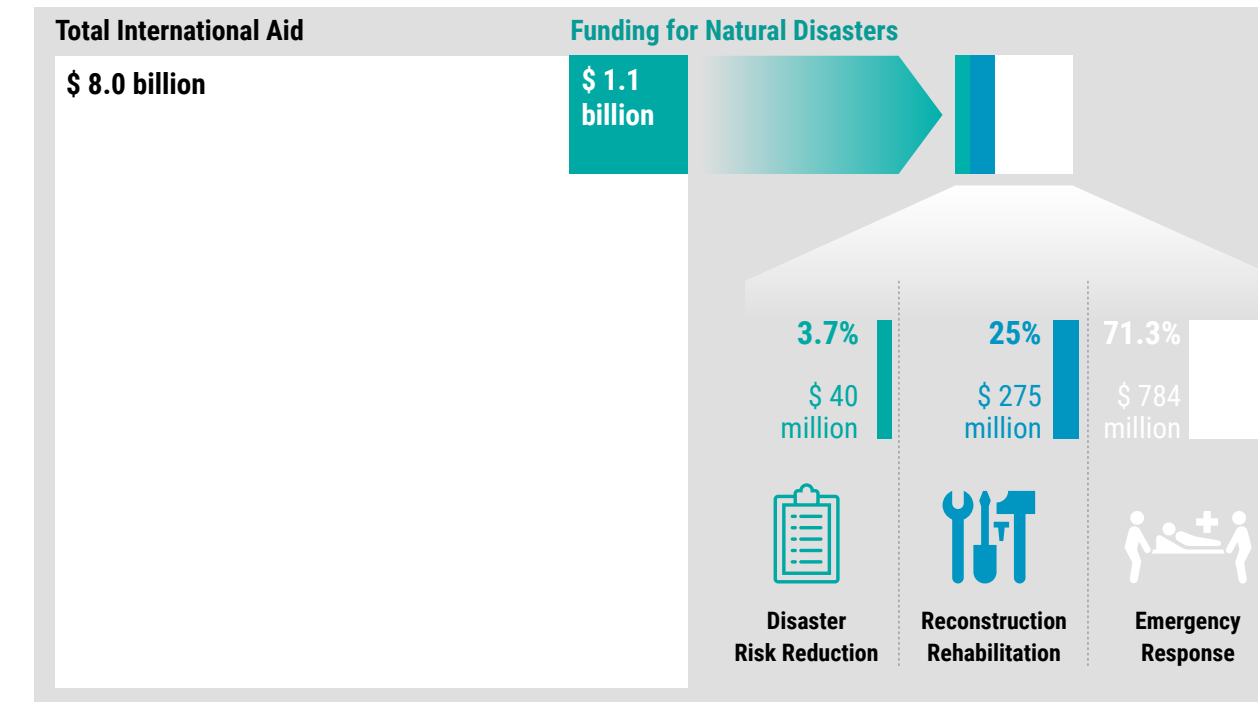 Total International Aid
Funding for Natural Disasters
$ 8.0 billion
$ 1.1
billion
3.7%
$ 40
million
25%
$ 275
million
71.3%
$ 784
million
Disaster
Risk Reduction
Reconstruction
Rehabilitation
Emergency
Response